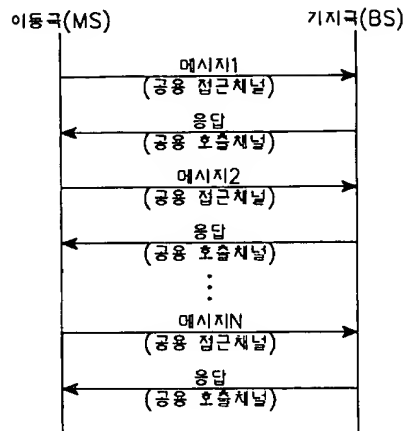 이동국(MS) 기지국(BS)
메시지1
(공용 접근채널)
응답
(공용 호출채널)
메시지2
(공용 접근채널)
응답
(공용 호출채널)
메시지N
(공용 접근채널)
응답
(공용 호출채널)